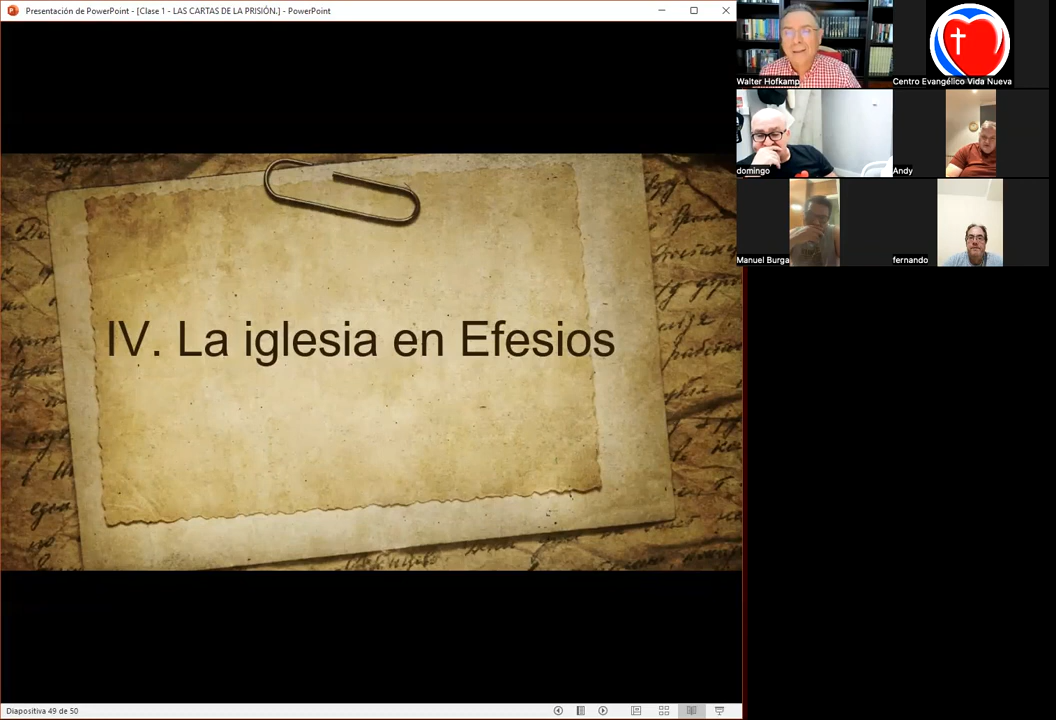 Presentación de PowerPoint - [Clase 1 - LAS CARTAS DE LA PRISIÓN.] - PowerPoint
IV. La iglesia en Efesios
Diapositiva 49 de 50
Walter Hofkamp
Centro Evangélico Vida Nueva
domingo
Andy
Manuel Burga
fernando